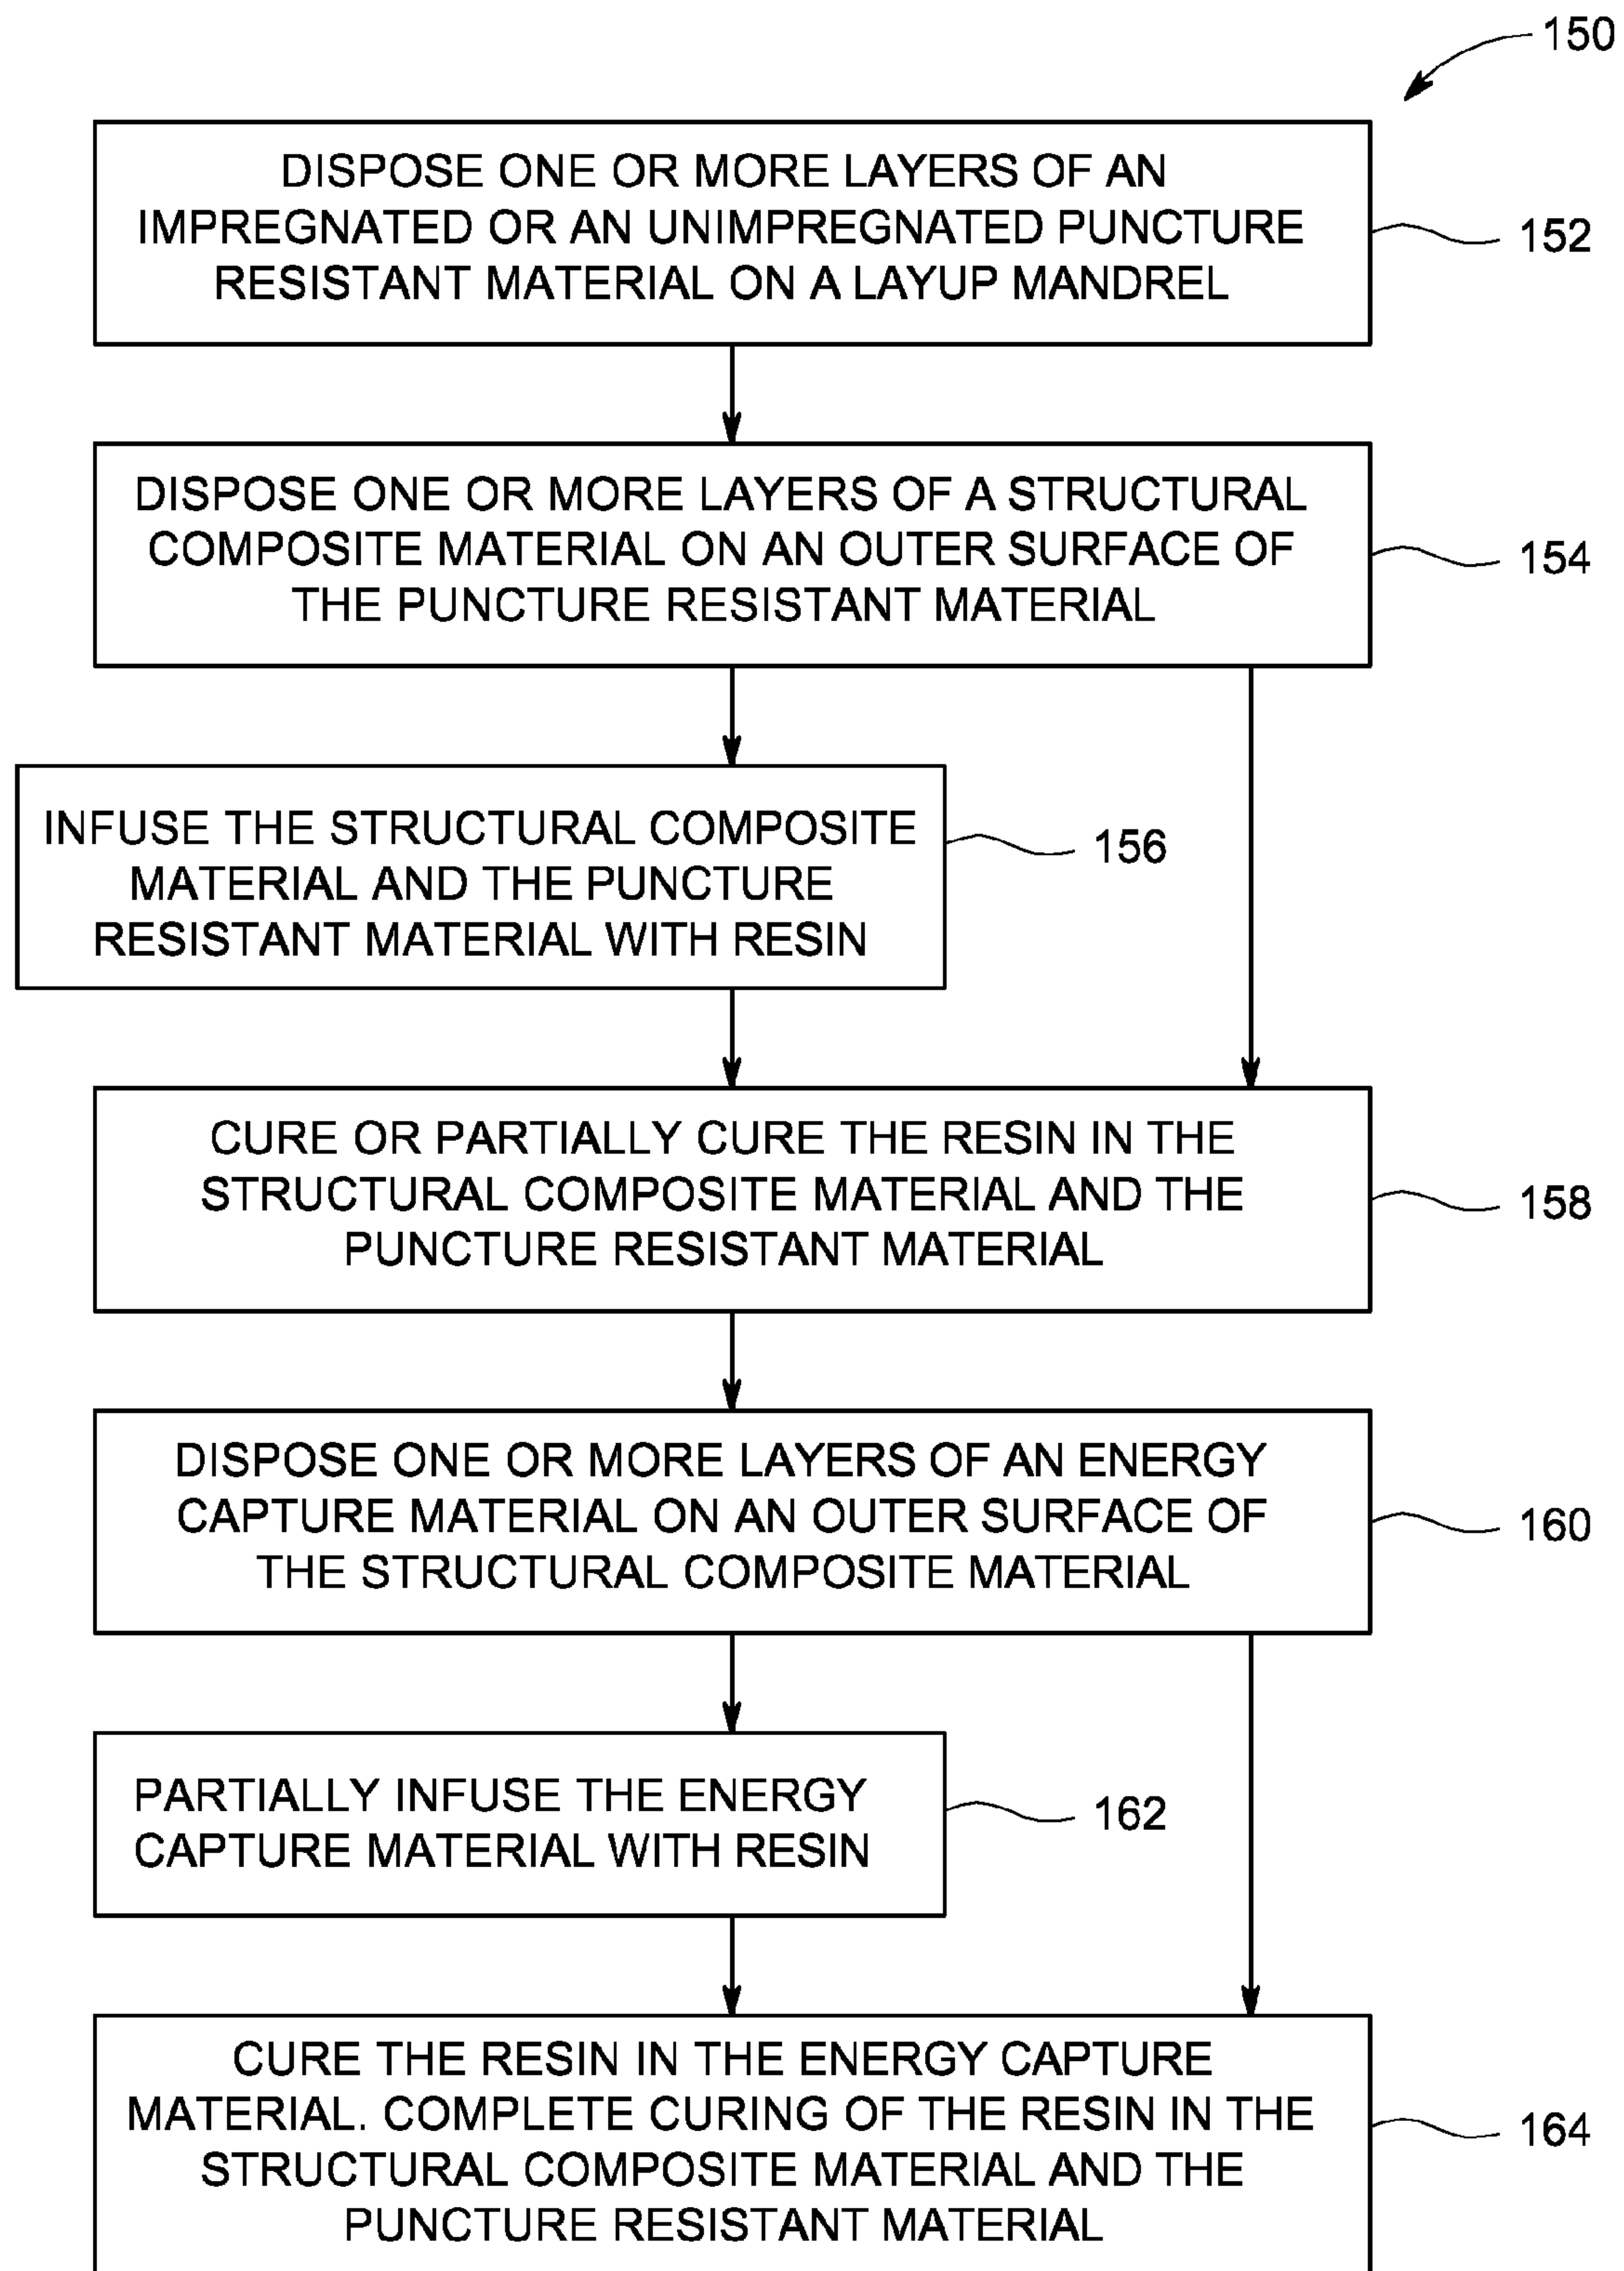 150
DISPOSE ONE OR MORE LAYERS OF AN
IMPREGNATED OR AN UNIMPREGNATED PUNCTURE
RESISTANT MATERIAL ON A LAYUP MANDREL
152
DISPOSE ONE OR MORE LAYERS OF A STRUCTURAL
COMPOSITE MATERIAL ON AN OUTER SURFACE OF
THE PUNCTURE RESISTANT MATERIAL
154
INFUSE THE STRUCTURAL COMPOSITE
MATERIAL AND THE PUNCTURE
RESISTANT MATERIAL WITH RESIN
156
CURE OR PARTIALLY CURE THE RESIN IN THE
STRUCTURAL COMPOSITE MATERIAL AND THE
PUNCTURE RESISTANT MATERIAL
158
DISPOSE ONE OR MORE LAYERS OF AN ENERGY
CAPTURE MATERIAL ON AN OUTER SURFACE OF
THE STRUCTURAL COMPOSITE MATERIAL
160
PARTIALLY INFUSE THE ENERGY
CAPTURE MATERIAL WITH RESIN
162
CURE THE RESIN IN THE ENERGY CAPTURE
MATERIAL. COMPLETE CURING OF THE RESIN IN THE
STRUCTURAL COMPOSITE MATERIAL AND THE
PUNCTURE RESISTANT MATERIAL
164